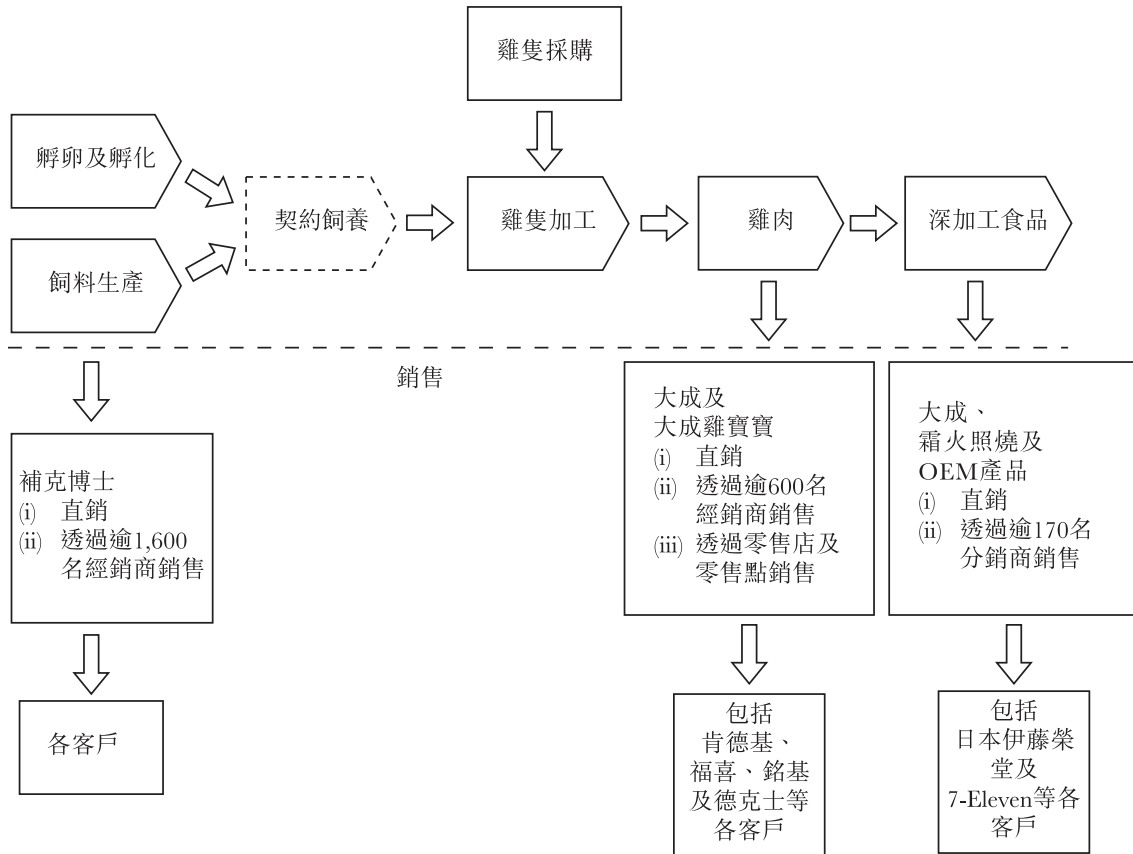 雞隻採購
孵卵及孵化
契約飼養
雞隻加工
雞肉
深加工食品
飼料生產
銷售
補克博士
(i) 直銷
(ii) 透過逾1,600
名經銷商銷售
大成及
大成雞寶寶
(i) 直銷
(ii) 透過逾600名
經銷商銷售
(iii) 透過零售店及
零售點銷售
大成、
霜火照燒及
OEM產品
(i) 直銷
(ii) 透過逾170名
分銷商銷售
各客戶
包括
肯德基、
福喜、銘基
及德克士等
各客戶
包括
日本伊藤榮
堂及
7-Eleven等各
客戶